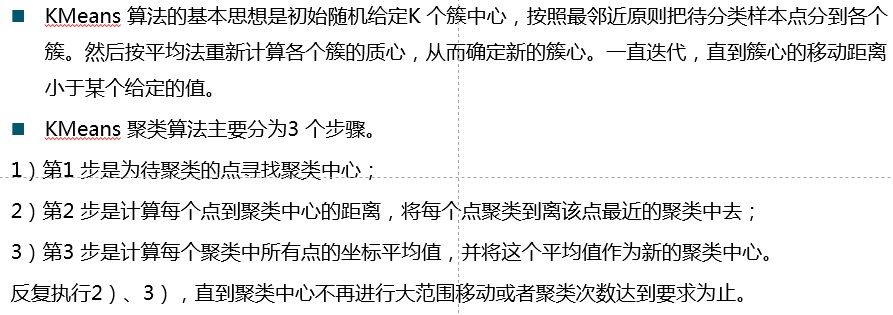 KMeans 算法的基本思想是初始随机给定K 个簇中心，按照最邻近原则把待分类样本点分到各个
簇。然后按平均法重新计算各个簇的质心，从而确定新的簇心。一直迭代，直到簇心的移动距离
小于某个给定的值。
KMeans 聚类算法主要分为3 个步骤。
1）第1 步是为待聚类的点寻找聚类中心；
2）第2 步是计算每个点到聚类中心的距离，将每个点聚类到离该点最近的聚类中去；
3）第3 步是计算每个聚类中所有点的坐标平均值，并将这个平均值作为新的聚类中心。
反复执行2）、3），直到聚类中心不再进行大范围移动或者聚类次数达到要求为止。